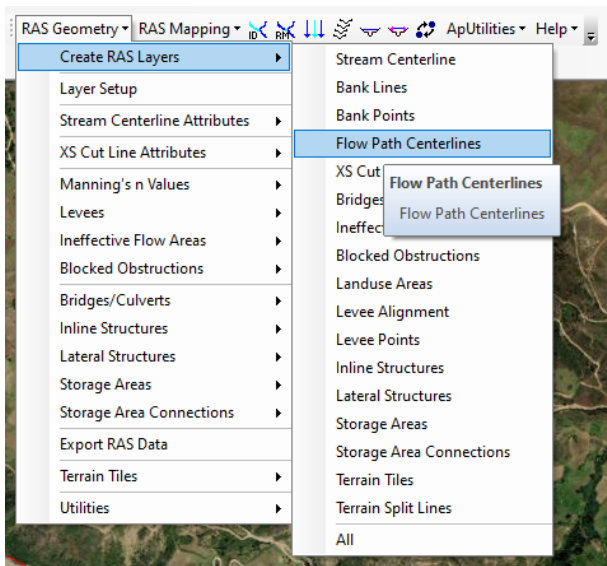 RAS Geometry RAS Mapping ID RM ApUtilities Help
Create RAS Layers
Layer Setup
Stream Centerline Attributes
XS Cut Line Attributes
Manning's n Values
Levees
Ineffective Flow Areas
Blocked Obstructions
Bridges/Culverts
Inline Structures
Lateral Structures
Storage Areas
Storage Area Connections
Export RAS Data
Terrain Tiles
Utilities
Stream Centerline
Bank Lines
Bank Points
Flow Path Centerlines
XS Cut
Bridges
Flow Path Centerlines
Flow Path Centerlines
Blocked Obstructions
Landuse Areas
Levee Alignment
Levee Points
Inline Structures
Lateral Structures
Storage Areas
Storage Area Connections
Terrain Tiles
Terrain Split Lines
All